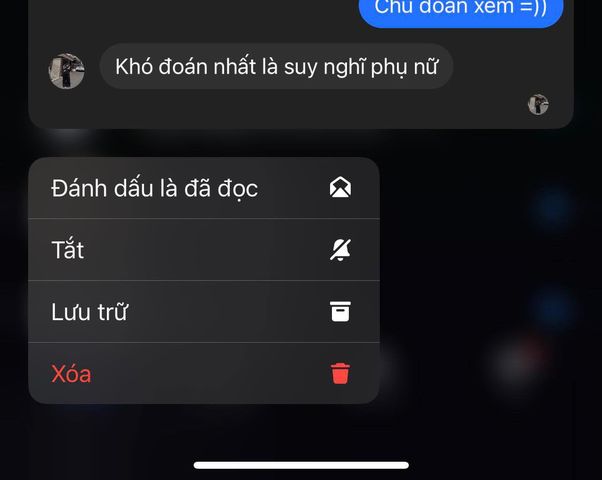 Chú đoán xem =))
Khó đoán nhất là suy nghĩ phụ nữ
Đánh dấu là đã đọc
Tắt
Lưu trữ
Xóa